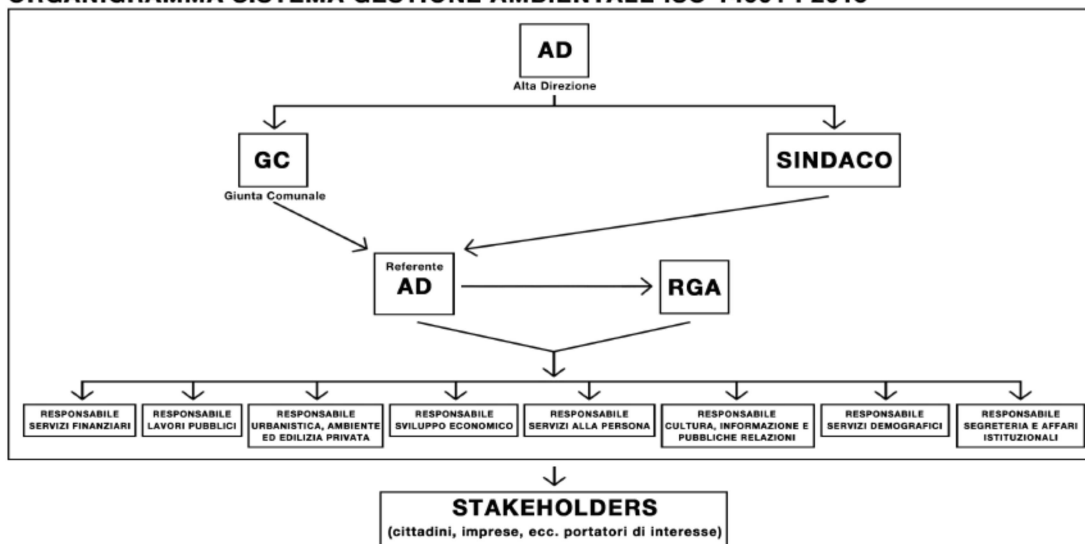 AD
Alta Direzione
GC
Giunta Comunale
SINDACO
Referente
AD
RGA
RESPONSABILE
SERVIZI FINANZIARI
RESPONSABILE
LAVORI PUBBLICI
RESPONSABILE
URBANISTICA, AMBIENTE
ED EDILIZIA PRIVATA
RESPONSABILE
SVILUPPO ECONOMICO
RESPONSABILE
SERVIZI ALLA PERSONA
RESPONSABILE
CULTURA, INFORMAZIONE E
PUBBLICHE RELAZIONI
RESPONSABILE
SERVIZI DEMOGRAFICI
RESPONSABILE
SEGRETERIA E AFFARI
ISTITUZIONALI
STAKEHOLDERS
(cittadini, imprese, ecc. portatori di interesse)